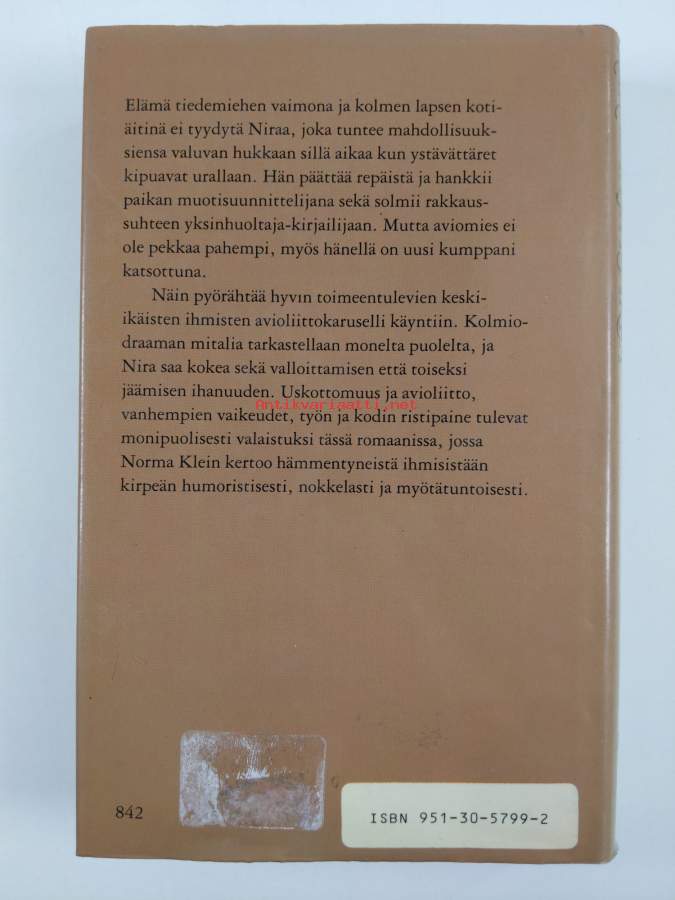 Elämä tiedemiehen vaimona ja kolmen lapsen koti-
äitinä ei tyydytä Niraa, joka tuntee mahdollisuuk-
siensa valuvan hukkaan sillä aikaa kun ystävättäret
kipuavat urallaan. Hän päättää repäistä ja hankkii
paikan muotisuunnittelijana sekä solmii rakkaus-
suhteen yksinhuoltaja-kirjailijaan. Mutta aviomies ei
ole pekkaa pahempi, myös hänellä on uusi kumppani
katsottuna.
Näin pyörähtää hyvin toimeentulevien keski-
ikäisten ihmisten avioliittokaruselli käyntiin. Kolmio-
draaman mitalia tarkastellaan monelta puolelta, ja
Nira saa kokea sekä valloittamisen että toiseksi
jäämisen ihanuuden. Uskottomuus ja avioliitto,
Antikvariaatti.net
vanhempien vaikeudet, työn ja kodin ristipaine tulevat
monipuolisesti valaistuksi tässä romaanissa, jossa
Norma Klein kertoo hämmentyneistä ihmisistään
kirpeän humoristisesti, nokkelasti ja myötätuntoisesti.
842
ISBN 951-30-5799-2